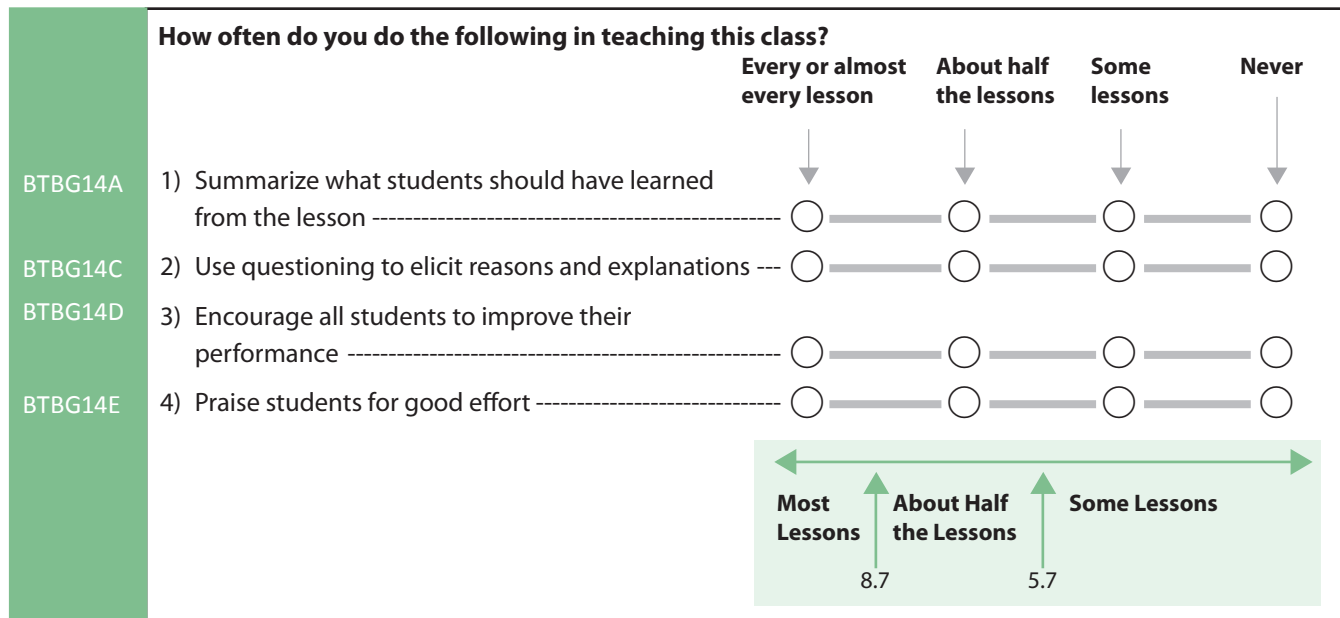 How often do you do the following in teaching this class?
Every or almost every lesson
About half the lessons
Some lessons
Never
BTBG14A 1) Summarize what students should have learned
from the lesson
BTBG14C 2) Use questioning to elicit reasons and explanations
BTBG14D 3) Encourage all students to improve their
performance
BTBG14E 4) Praise students for good effort
Most Lessons
About Half the Lessons
Some Lessons
8.7 5.7